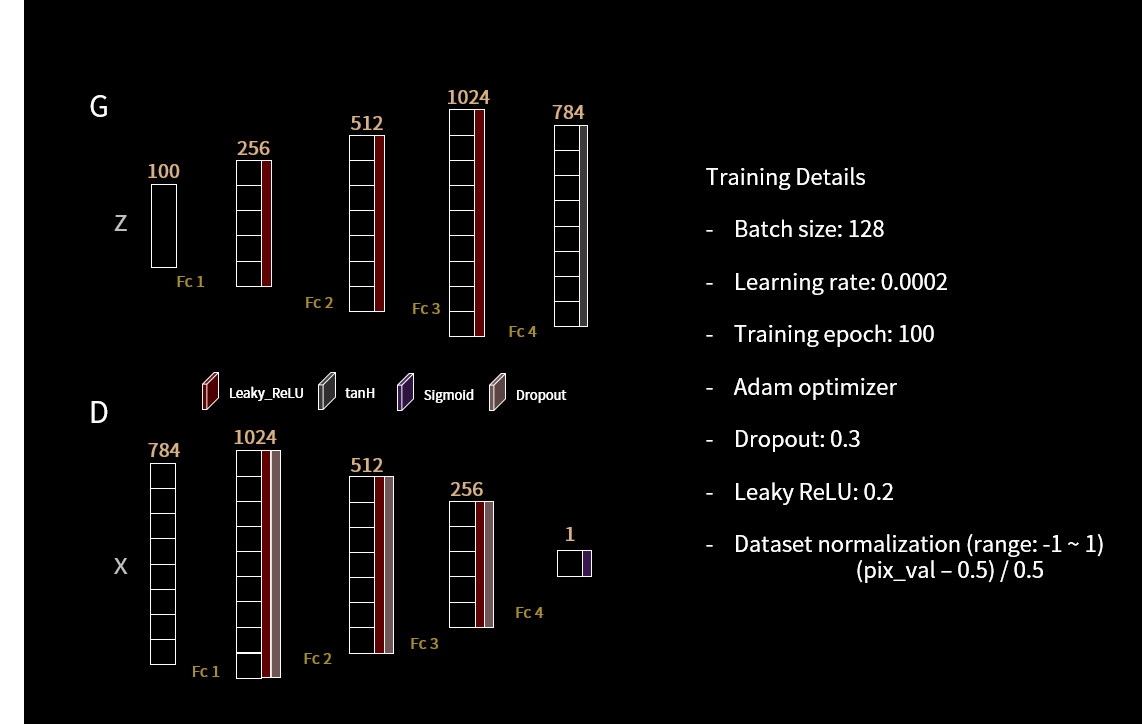 G
100
256
512
1024
784
Z
Fc 1
Fc 2
Fc 3
Fc 4
Leaky_ReLU
tanH
Sigmoid
Dropout
D
784
1024
512
256
1
X
Fc 1
Fc 2
Fc 3
Fc 4
Training Details
- Batch size: 128
- Learning rate: 0.0002
- Training epoch: 100
- Adam optimizer
- Dropout: 0.3
- Leaky ReLU: 0.2
- Dataset normalization (range: -1 ~ 1)
(pix_val – 0.5) / 0.5